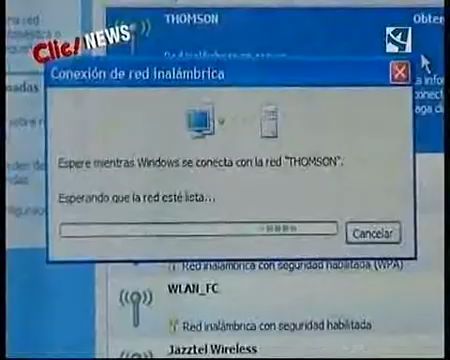 THOMSON
Obten
Clic! NEWS
Conexión de red inalámbrica
Espere mientras Windows se conecta con la red "THOMSON".
Esperando que la red esté lista...
Cancelar
Red inalámbrica con seguridad habilitada (WPA)
WLAN_FC
Red inalámbrica con seguridad habilitada
Jazztel Wireless